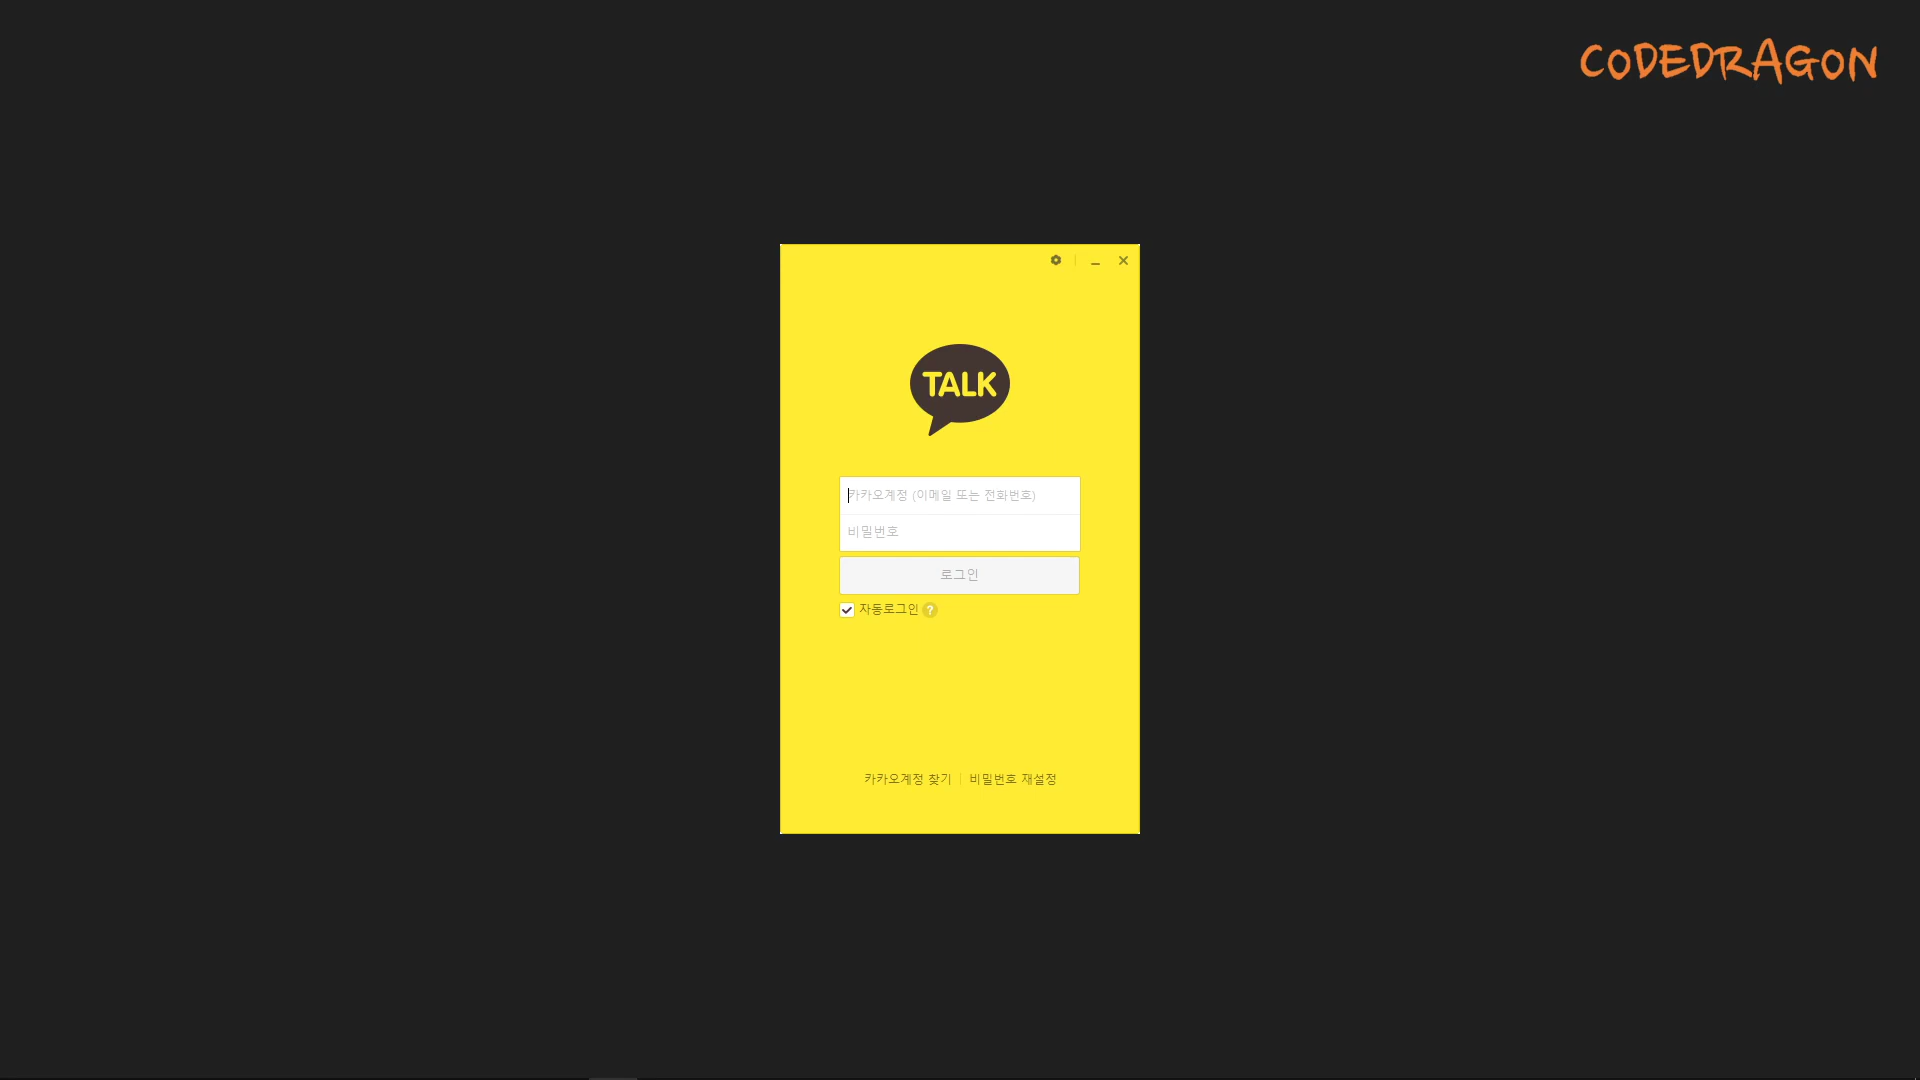 CODEDRAGON
TALK
카카오계정 (이메일 또는 전화번호)
비밀번호
로그인
자동로그인 ?
카카오계정 찾기 | 비밀번호 재설정